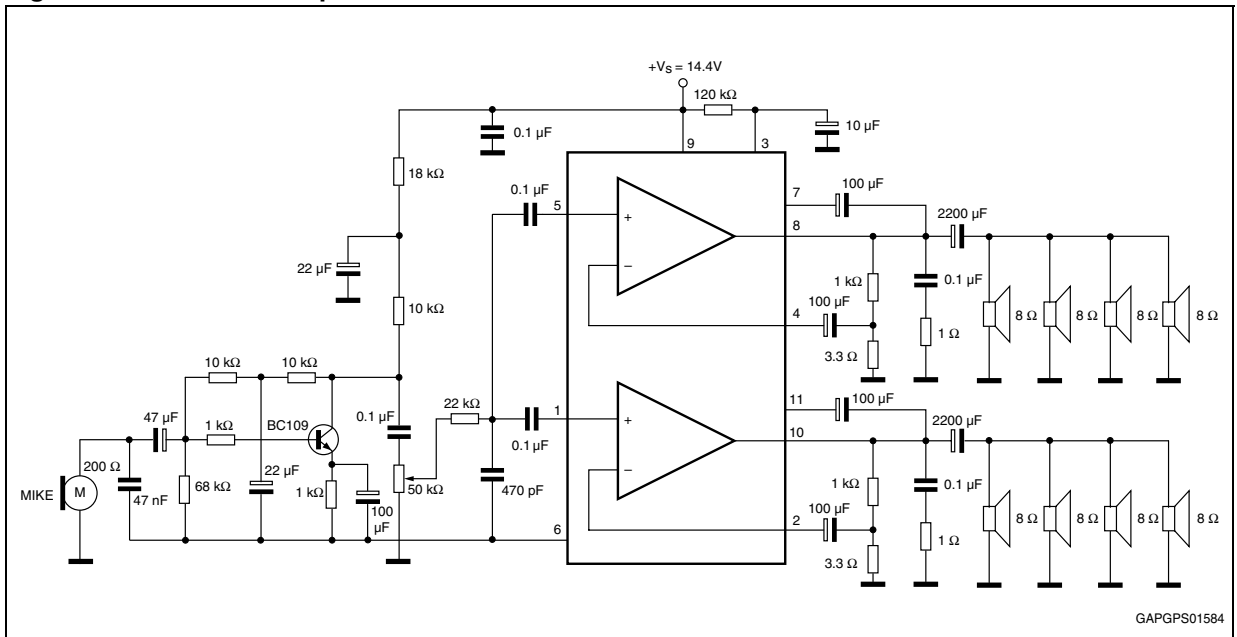 +VS = 14.4V
120 kΩ
0.1 µF
10 µF
9
3
18 kΩ
0.1 µF
5
7
100 µF
8
2200 µF
+
22 µF
–
1 kΩ
0.1 µF
10 kΩ
100 µF
8 Ω
8 Ω
8 Ω
8 Ω
4
1 Ω
3.3 Ω
10 kΩ
10 kΩ
22 kΩ
1
11
100 µF
47 µF
1 kΩ
BC109
0.1 µF
0.1 µF
+
10
2200 µF
200 Ω
22 µF
1 kΩ
0.1 µF
MIKE
M
47 nF
68 kΩ
1 kΩ
100 µF
50 kΩ
470 pF
–
100 µF
8 Ω
8 Ω
8 Ω
8 Ω
6
2
1 Ω
3.3 Ω
GAPGPS01584